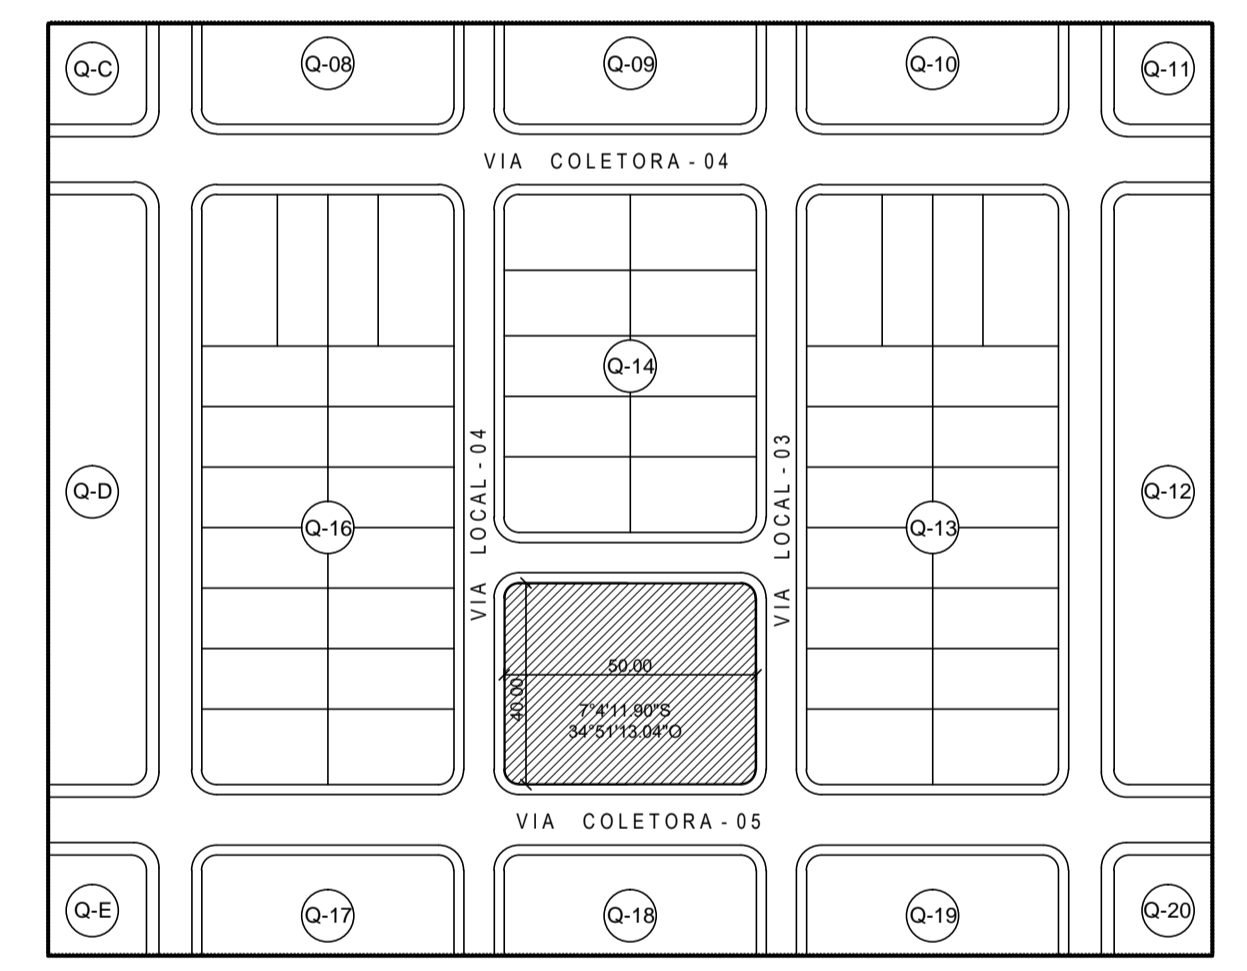 Q-C
Q-08
Q-09
Q-10
Q-11
VIA COLETORA - 04
Q-14
VIA LOCAL - 04
VIA LOCAL - 03
Q-D
Q-12
Q-16
Q-13
50.00
40.00
7°4'11.90"S
34°51'13.04"O
VIA COLETORA - 05
Q-E
Q-17
Q-18
Q-19
Q-20